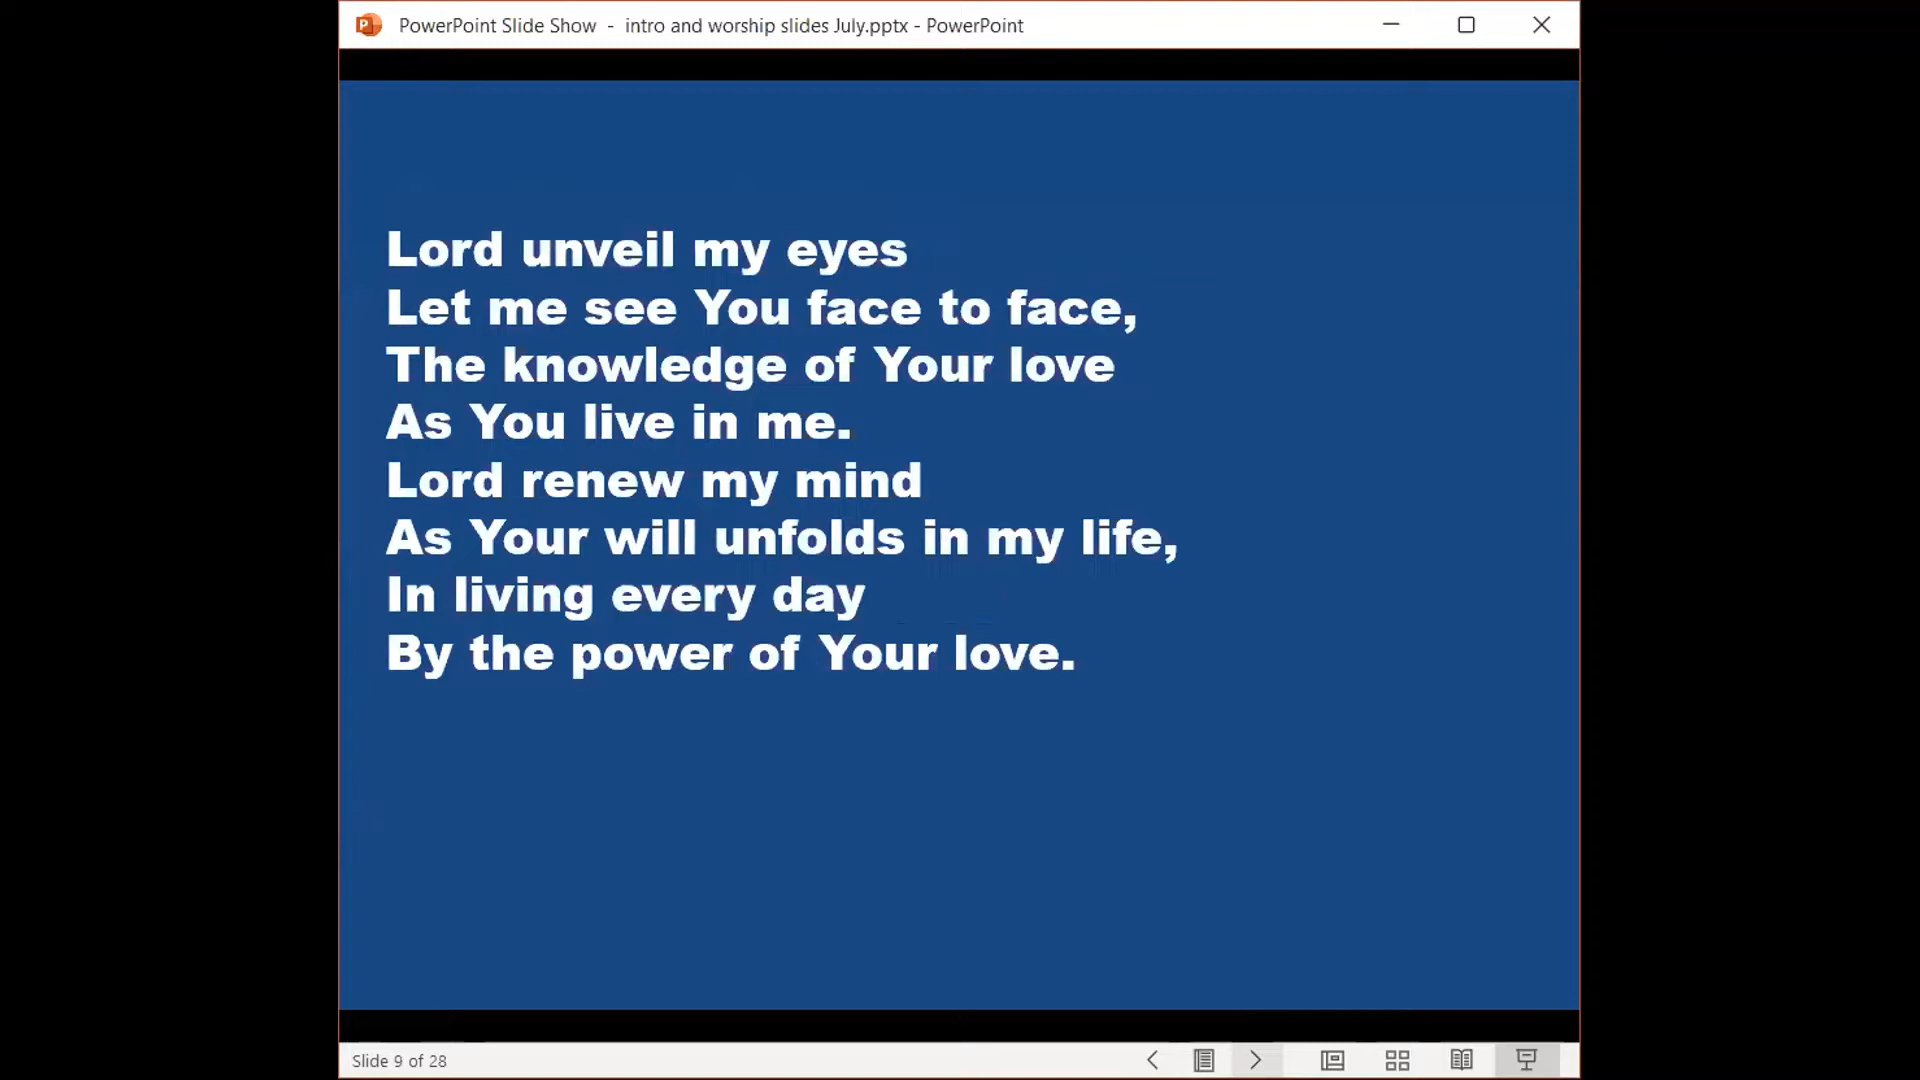 PowerPoint Slide Show - intro and worship slides July.pptx - PowerPoint
Lord unveil my eyes
Let me see You face to face,
The knowledge of Your love
As You live in me.
Lord renew my mind
As Your will unfolds in my life,
In living every day
By the power of Your love.
Slide 9 of 28